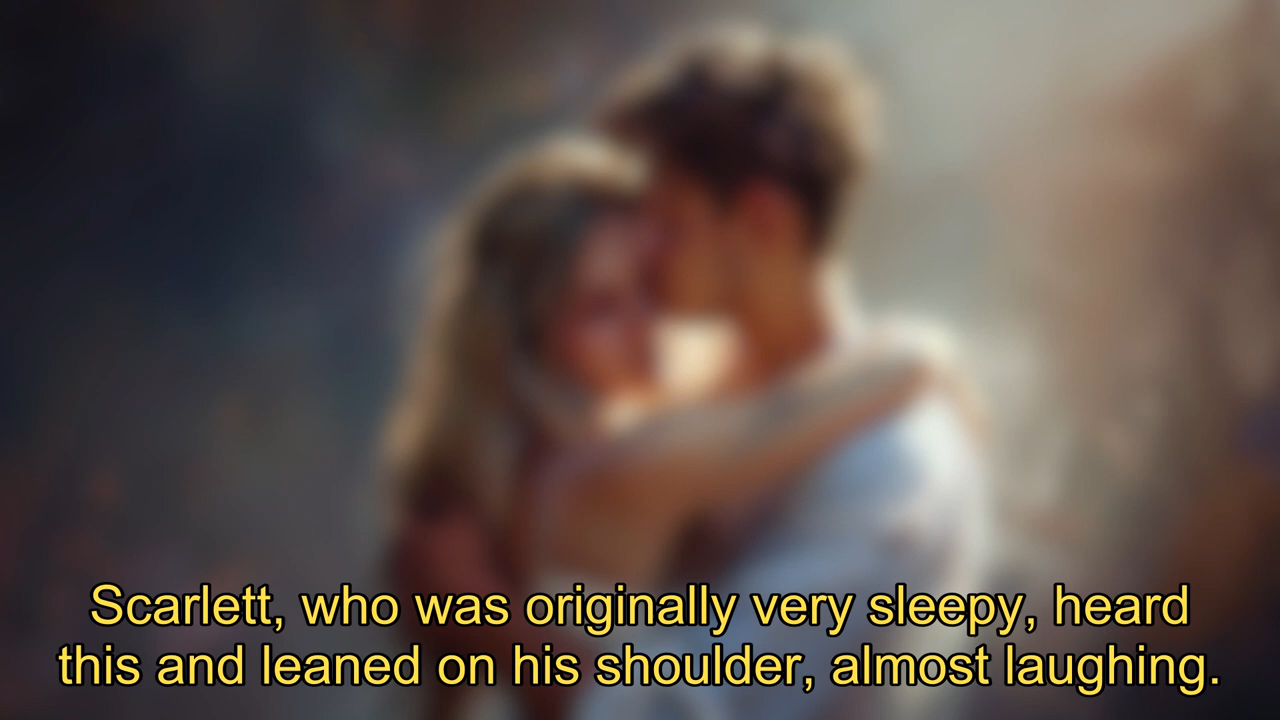 Scarlett, who was originally very sleepy, heard
this and leaned on his shoulder, almost laughing.